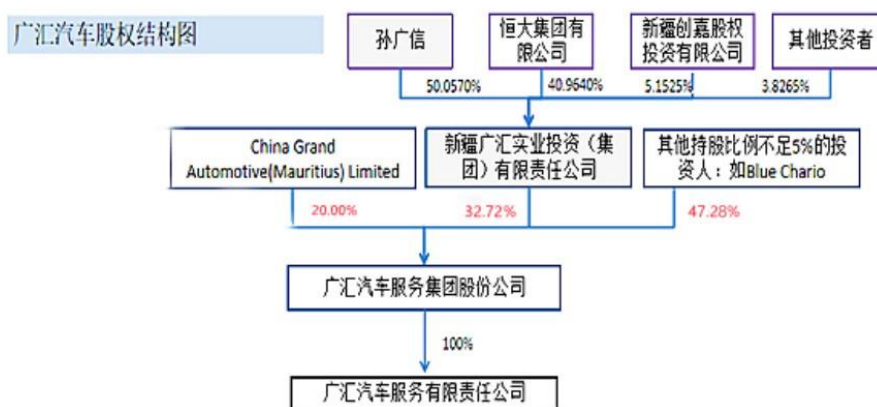 广汇汽车股权结构图
孙广信
恒大集团有
限公司
新疆创嘉股权
投资有限公司
其他投资者
50.0570%
40.9640%
5.1525%
3.8265%
China Grand
Automotive(Mauritius) Limited
新疆广汇实业投资（集
团）有限责任公司
其他持股比例不足5%的投
资人：如Blue Chario
20.00%
32.72%
47.28%
广汇汽车服务集团股份公司
100%
广汇汽车服务有限责任公司